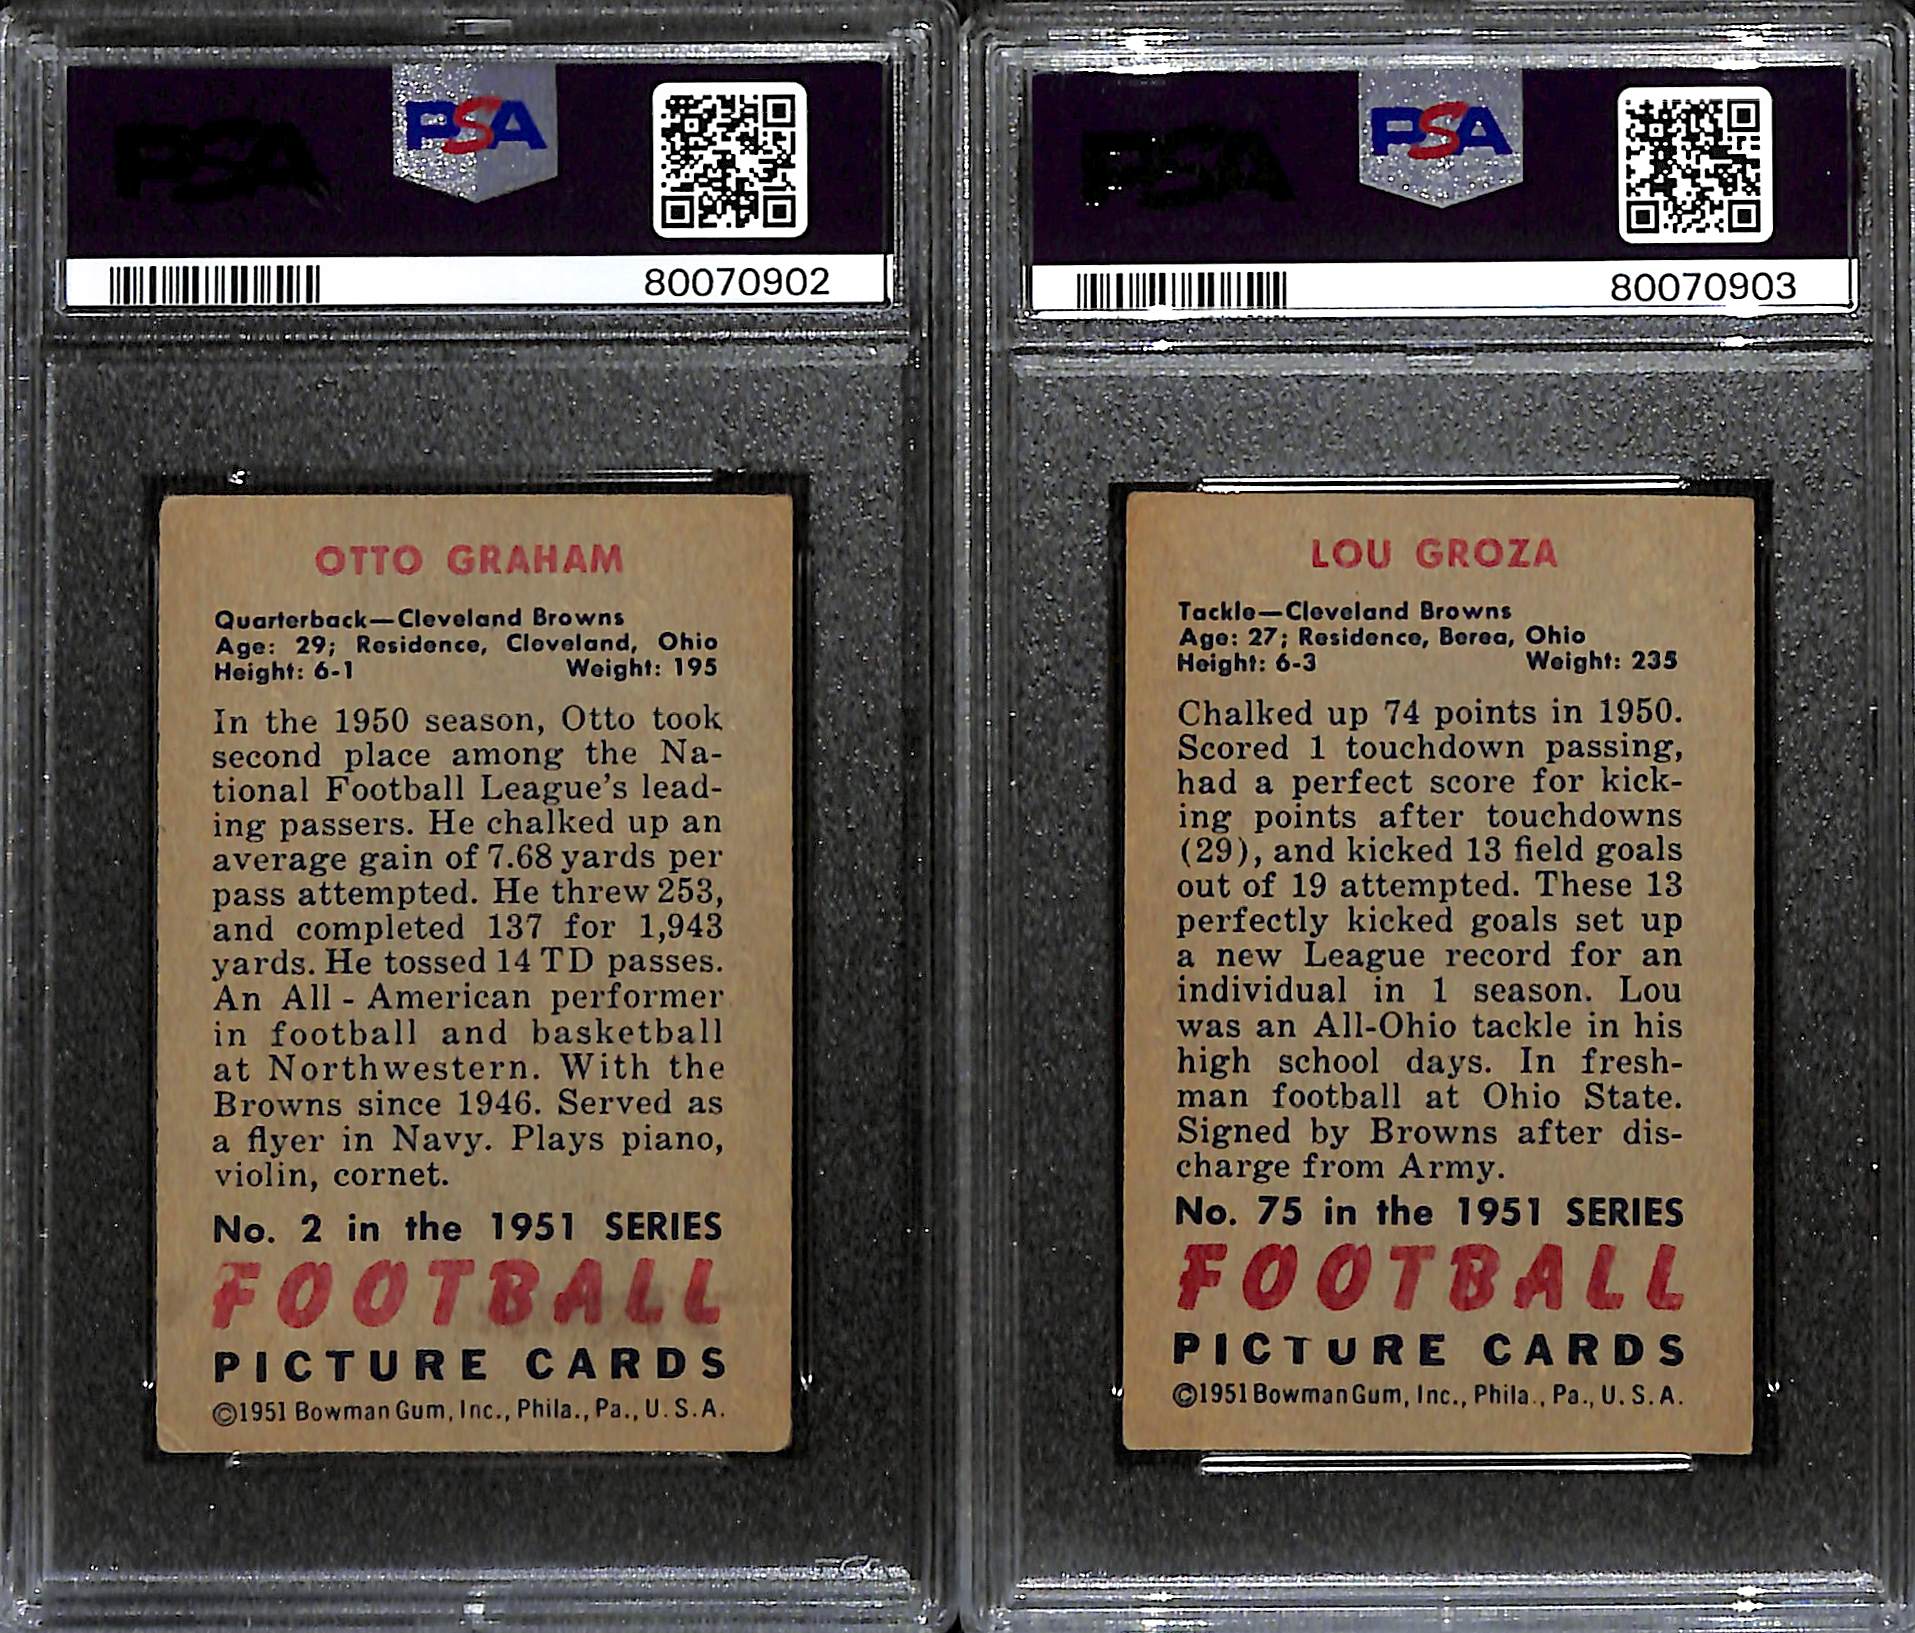 PSA
PSA
80070902
OTTO GRAHAM
Quarterback—Cleveland Browns
Age: 29; Residence, Cleveland, Ohio
Height: 6-1 Weight: 195
In the 1950 season, Otto took
second place among the Na-
tional Football League's lead-
ing passers. He chalked up an
average gain of 7.68 yards per
pass attempted. He threw 253,
and completed 137 for 1,943
yards. He tossed 14 TD passes.
An All - American performer
in football and basketball
at Northwestern. With the
Browns since 1946. Served as
a flyer in Navy. Plays piano,
violin, cornet.
No. 2 in the 1951 SERIES
FOOTBALL
PICTURE CARDS
©1951 Bowman Gum, Inc., Phila., Pa., U. S. A.
PSA
PSA
80070903
LOU GROZA
Tackle—Cleveland Browns
Age: 27; Residence, Berea, Ohio
Height: 6-3 Weight: 235
Chalked up 74 points in 1950.
Scored 1 touchdown passing,
had a perfect score for kick-
ing points after touchdowns
(29), and kicked 13 field goals
out of 19 attempted. These 13
perfectly kicked goals set up
a new League record for an
individual in 1 season. Lou
was an All-Ohio tackle in his
high school days. In fresh-
man football at Ohio State.
Signed by Browns after dis-
charge from Army.
No. 75 in the 1951 SERIES
FOOTBALL
PICTURE CARDS
©1951 Bowman Gum, Inc., Phila., Pa., U. S. A.